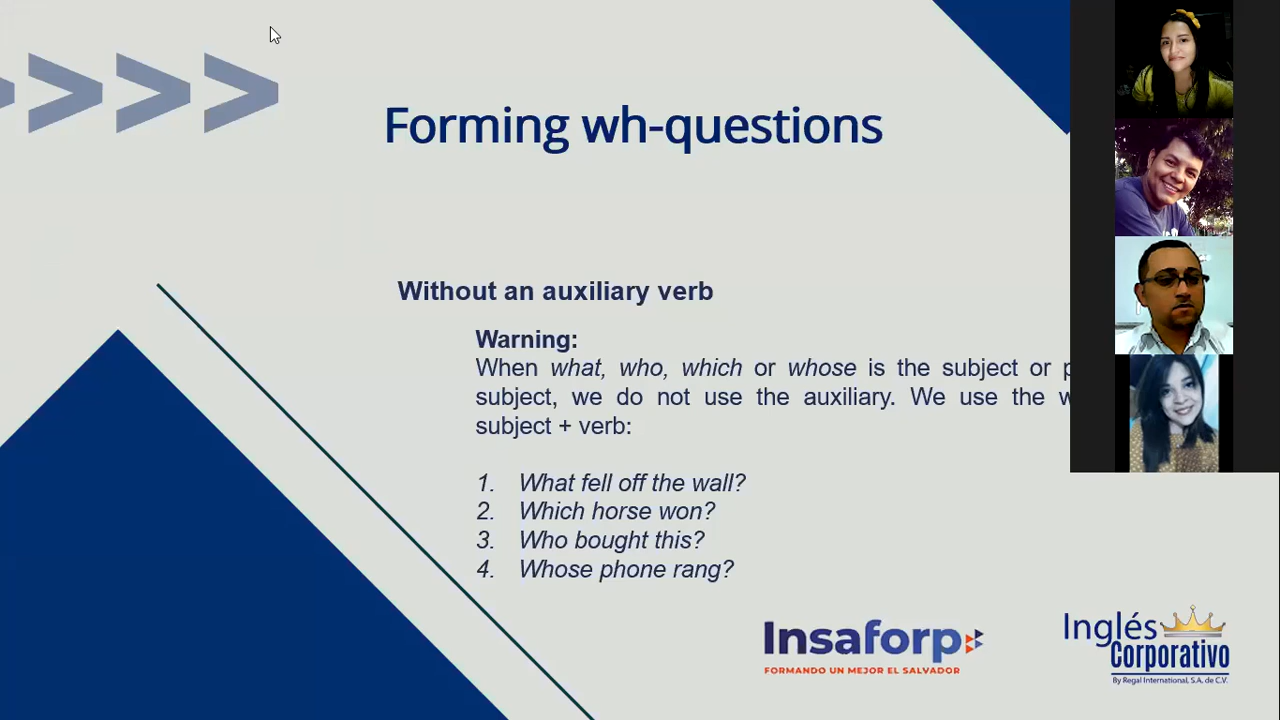 Forming wh-questions
Without an auxiliary verb
Warning:
When what, who, which or whose is the subject or
subject, we do not use the auxiliary. We use the
subject + verb:
1. What fell off the wall?
2. Which horse won?
3. Who bought this?
4. Whose phone rang?
Insaforp
FORMANDO UN MEJOR EL SALVADOR
Inglés
Corporativo
By Regal International, S.A. de C.V.